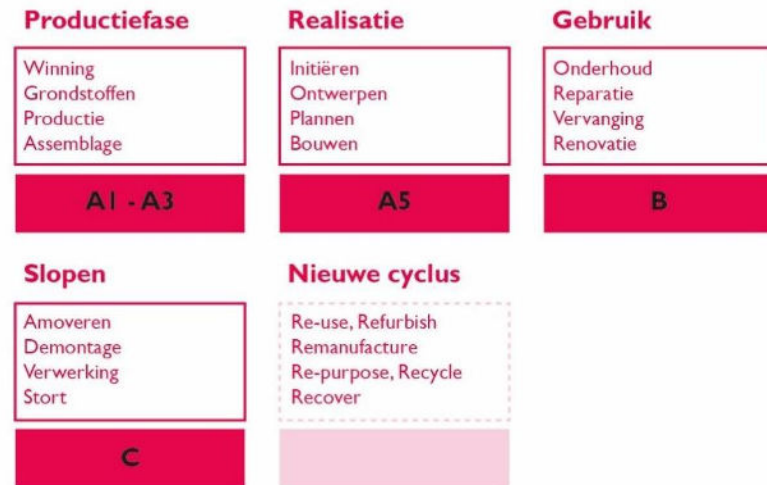 Productiefase
Winning
Grondstoffen
Productie
Assemblage
A1 - A3
Realisatie
Initiëren
Ontwerpen
Plannen
Bouwen
A5
Gebruik
Onderhoud
Reparatie
Vervanging
Renovatie
B
Slopen
Amoveren
Demontage
Verwerking
Stort
C
Nieuwe cyclus
Re-use, Refurbish
Remanufacture
Re-purpose, Recycle
Recover